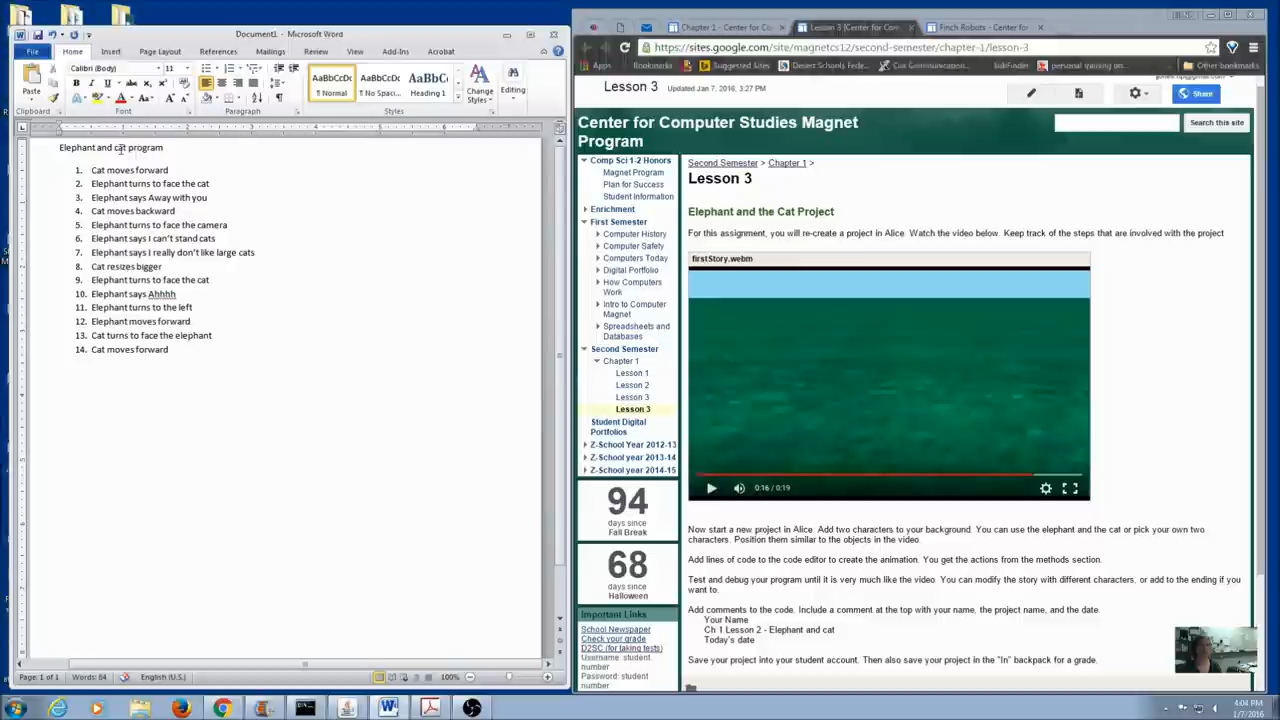 Document1 - Microsoft Word
File Home Insert Page Layout References Mailings Review View Add-Ins Acrobat
Calibri (Body) 11
Paste
AaBbCcDc AaBbCcDc AaBbC
¶ Normal ¶ No Spaci... Heading 1
Change Styles
Editing
Clipboard Font Paragraph Styles
Elephant and cat program
1. Cat moves forward
2. Elephant turns to face the cat
3. Elephant says Away with you
4. Cat moves backward
5. Elephant turns to face the camera
6. Elephant says I can't stand cats
7. Elephant says I really don't like large cats
8. Cat resizes bigger
9. Elephant turns to face the cat
10. Elephant says Ahhhh
11. Elephant turns to the left
12. Elephant moves forward
13. Cat turns to face the elephant
14. Cat moves forward
Page: 1 of 1 Words: 84 English (U.S.) 100%
Chapter 1 - Center for Com
Lesson 3 (Center for Com
Finch Robots - Center for
https://sites.google.com/site/magnetcs12/second-semester/chapter-1/lesson-3
Apps Bookmarks Suggested Sites Desert Schools Fede Cox Communication LinkFinder Other bookmarks
Lesson 3 Updated Jan 7, 2016, 3:27 PM
Share
Center for Computer Studies Magnet
Program
Search this site
Comp Sci 1-2 Honors
Magnet Program
Plan for Success
Student Information
Enrichment
First Semester
Computer History
Computer Safety
Computers Today
Digital Portfolio
How Computers
Work
Intro to Computer
Magnet
Spreadsheets and
Databases
Second Semester
Chapter 1
Lesson 1
Lesson 2
Lesson 3
Lesson 3
Student Digital
Portfolios
Z-School Year 2012-13
Z-School year 2013-14
Z-School year 2014-15
94
days since
Fall Break
68
days since
Halloween
Important Links
School Newspaper
Check your grade
D2SC (for taking tests)
Username: student
number
Password: student
number
Second Semester > Chapter 1 >
Lesson 3
Elephant and the Cat Project
For this assignment, you will re-create a project in Alice. Watch the video below. Keep track of the steps that are involved with the project
firstStory.webm
0:16 / 0:19
Now start a new project in Alice. Add two characters to your background. You can use the elephant and the cat or pick your own two
characters. Position them similar to the objects in the video.
Add lines of code to the code editor to create the animation. You get the actions from the methods section.
Test and debug your program until it is very much like the video. You can modify the story with different characters, or add to the ending if you
want to.
Add comments to the code. Include a comment at the top with your name, the project name, and the date.
Your Name
Ch 1 Lesson 2 - Elephant and cat
Today's date
Save your project into your student account. Then also save your project in the "In" backpack for a grade.
4:04 PM
1/7/2016